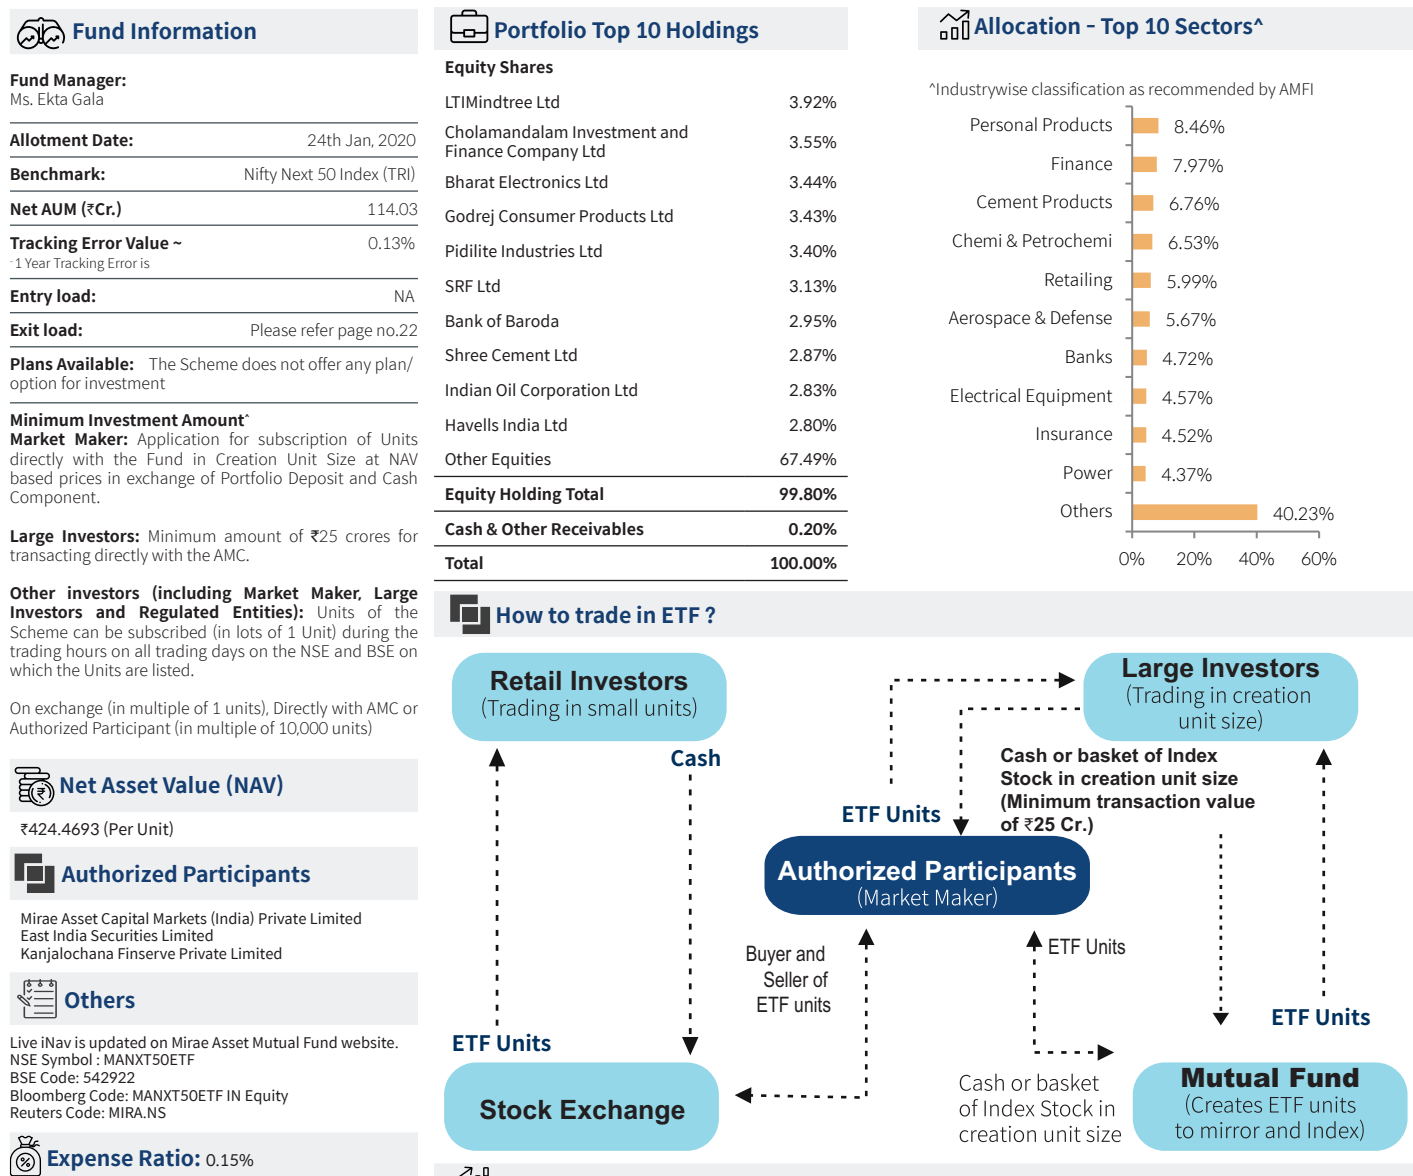 Fund Information
Fund Manager:
Ms. Ekta Gala
Allotment Date: 24th Jan, 2020
Benchmark: Nifty Next 50 Index (TRI)
Net AUM (₹Cr.) 114.03
Tracking Error Value ~ 0.13%
~1 Year Tracking Error is
Entry load: NA
Exit load: Please refer page no.22
Plans Available: The Scheme does not offer any plan/
option for investment
Minimum Investment Amount^
Market Maker: Application for subscription of Units
directly with the Fund in Creation Unit Size at NAV
based prices in exchange of Portfolio Deposit and Cash
Component.
Large Investors: Minimum amount of ₹25 crores for
transacting directly with the AMC.
Other investors (including Market Maker, Large
Investors and Regulated Entities): Units of the
Scheme can be subscribed (in lots of 1 Unit) during the
trading hours on all trading days on the NSE and BSE on
which the Units are listed.
On exchange (in multiple of 1 units), Directly with AMC or
Authorized Participant (in multiple of 10,000 units)
Net Asset Value (NAV)
₹424.4693 (Per Unit)
Authorized Participants
Mirae Asset Capital Markets (India) Private Limited
East India Securities Limited
Kanjalochana Finserve Private Limited
Others
Live iNav is updated on Mirae Asset Mutual Fund website.
NSE Symbol : MANXT50ETF
BSE Code: 542922
Bloomberg Code: MANXT50ETF IN Equity
Reuters Code: MIRA.NS
Expense Ratio: 0.15%
Portfolio Top 10 Holdings
Equity Shares
LTIMindtree Ltd 3.92%
Cholamandalam Investment and
Finance Company Ltd 3.55%
Bharat Electronics Ltd 3.44%
Godrej Consumer Products Ltd 3.43%
Pidilite Industries Ltd 3.40%
SRF Ltd 3.13%
Bank of Baroda 2.95%
Shree Cement Ltd 2.87%
Indian Oil Corporation Ltd 2.83%
Havells India Ltd 2.80%
Other Equities 67.49%
Equity Holding Total 99.80%
Cash & Other Receivables 0.20%
Total 100.00%
Allocation - Top 10 Sectors^
^Industrywise classification as recommended by AMFI
Personal Products 8.46%
Finance 7.97%
Cement Products 6.76%
Chemi & Petrochemi 6.53%
Retailing 5.99%
Aerospace & Defense 5.67%
Banks 4.72%
Electrical Equipment 4.57%
Insurance 4.52%
Power 4.37%
Others 40.23%
0% 20% 40% 60%
How to trade in ETF ?
Retail Investors
(Trading in small units)
Large Investors
(Trading in creation
unit size)
Cash
Cash or basket of Index
Stock in creation unit size
(Minimum transaction value
of ₹25 Cr.)
ETF Units
Authorized Participants
(Market Maker)
Buyer and
Seller of
ETF units
ETF Units
ETF Units
ETF Units
Stock Exchange
Cash or basket
of Index Stock in
creation unit size
Mutual Fund
(Creates ETF units
to mirror and Index)